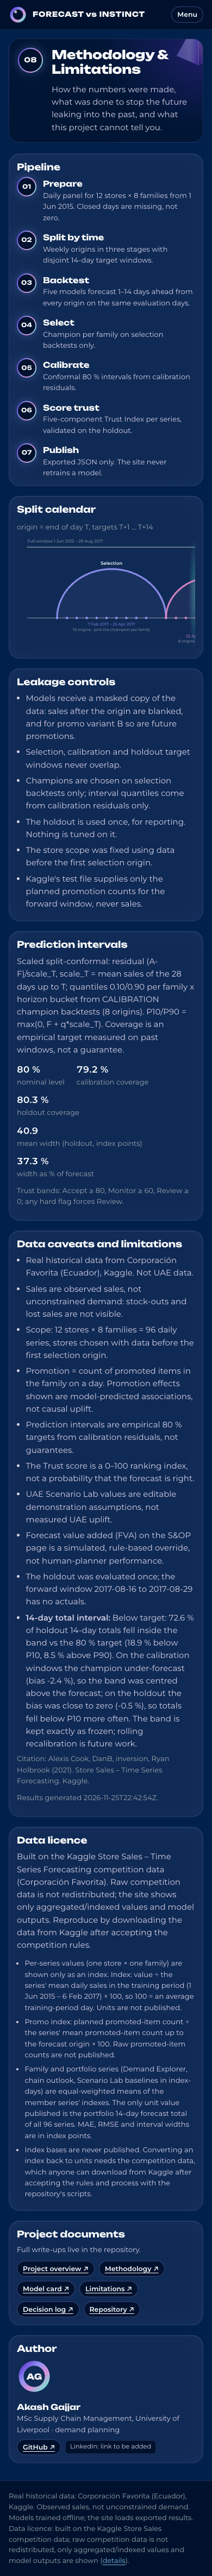 FORECAST vs INSTINCT
Menu
08
Methodology &
Limitations
How the numbers were made,
what was done to stop the future
leaking into the past, and what
this project cannot tell you.
Pipeline
01
Prepare
Daily panel for 12 stores × 8 families from 1
Jun 2015. Closed days are missing, not
zero.
02
Split by time
Weekly origins in three stages with
disjoint 14-day target windows.
03
Backtest
Five models forecast 1–14 days ahead from
every origin on the same evaluation days.
04
Select
Champion per family on selection
backtests only.
05
Calibrate
Conformal 80 % intervals from calibration
residuals.
06
Score trust
Five-component Trust Index per series,
validated on the holdout.
07
Publish
Exported JSON only. The site never
retrains a model.
Split calendar
origin = end of day T, targets T+1 … T+14
Full window 1 Jun 2015 – 29 Aug 2017
Selection
7 Feb 2017 – 25 Apr 2017
10 origins · pick the champion per family
Leakage controls
• Models receive a masked copy of the
data: sales after the origin are blanked,
and for promo variant B so are future
promotions.
• Selection, calibration and holdout target
windows never overlap.
• Champions are chosen on selection
backtests only; interval quantiles come
from calibration residuals only.
• The holdout is used once, for reporting.
Nothing is tuned on it.
• The store scope was fixed using data
before the first selection origin.
• Kaggle's test file supplies only the
planned promotion counts for the
forward window, never sales.
Prediction intervals
Scaled split-conformal: residual (A-
F)/scale_T, scale_T = mean sales of the 28
days up to T; quantiles 0.10/0.90 per family x
horizon bucket from CALIBRATION
champion backtests (8 origins). P10/P90 =
max(0, F + q*scale_T). Coverage is an
empirical target measured on past
windows, not a guarantee.
80 %
nominal level
79.2 %
calibration coverage
80.3 %
holdout coverage
40.9
mean width (holdout, index points)
37.3 %
width as % of forecast
Trust bands: Accept ≥ 80, Monitor ≥ 60, Review ≥
0; any hard flag forces Review.
Data caveats and limitations
• Real historical data from Corporación
Favorita (Ecuador), Kaggle. Not UAE data.
• Sales are observed sales, not
unconstrained demand: stock-outs and
lost sales are not visible.
• Scope: 12 stores × 8 families = 96 daily
series, stores chosen with data before the
first selection origin.
• Promotion = count of promoted items in
the family on a day. Promotion effects
shown are model-predicted associations,
not causal uplift.
• Prediction intervals are empirical 80 %
targets from calibration residuals, not
guarantees.
• The Trust score is a 0–100 ranking index,
not a probability that the forecast is right.
• UAE Scenario Lab values are editable
demonstration assumptions, not
measured UAE uplift.
• Forecast value added (FVA) on the S&OP
page is a simulated, rule-based override,
not human-planner performance.
• The holdout was evaluated once; the
forward window 2017-08-16 to 2017-08-29
has no actuals.
• 14-day total interval: Below target: 72.6 %
of holdout 14-day totals fell inside the
band vs the 80 % target (18.9 % below
P10, 8.5 % above P90). On the calibration
windows the champion under-forecast
(bias -2.4 %), so the band was centred
above the forecast; on the holdout the
bias was close to zero (-0.5 %), so totals
fell below P10 more often. The band is
kept exactly as frozen; rolling
recalibration is future work.
Citation: Alexis Cook, DanB, inversion, Ryan
Holbrook (2021). Store Sales – Time Series
Forecasting. Kaggle.
Results generated 2026-11-25T22:42:54Z.
Data licence
Built on the Kaggle Store Sales – Time
Series Forecasting competition data
(Corporación Favorita). Raw competition
data is not redistributed; the site shows
only aggregated/indexed values and model
outputs. Reproduce by downloading the
data from Kaggle after accepting the
competition rules.
• Per-series values (one store × one family) are
shown only as an index. Index: value ÷ the
series' mean daily sales in the training period (1
Jun 2015 – 6 Feb 2017) × 100, so 100 = an average
training-period day. Units are not published.
• Promo index: planned promoted-item count ÷
the series' mean promoted-item count up to
the forecast origin × 100. Raw promoted-item
counts are not published.
• Family and portfolio series (Demand Explorer,
chain outlook, Scenario Lab baselines in index-
days) are equal-weighted means of the
member series' indexes. The only unit value
published is the portfolio 14-day forecast total
of all 96 series. MAE, RMSE and interval widths
are in index points.
• Index bases are never published. Converting an
index back to units needs the competition data,
which anyone can download from Kaggle after
accepting the rules and process with the
repository's scripts.
Project documents
Full write-ups live in the repository.
Project overview ↗
Methodology ↗
Model card ↗
Limitations ↗
Decision log ↗
Repository ↗
Author
AG
Akash Gajjar
MSc Supply Chain Management, University of
Liverpool · demand planning
GitHub ↗
LinkedIn: link to be added
Real historical data: Corporación Favorita (Ecuador),
Kaggle. Observed sales, not unconstrained demand.
Models trained offline; the site loads exported results.
Data licence: built on the Kaggle Store Sales
competition data; raw competition data is not
redistributed, only aggregated/indexed values and
model outputs are shown (details).